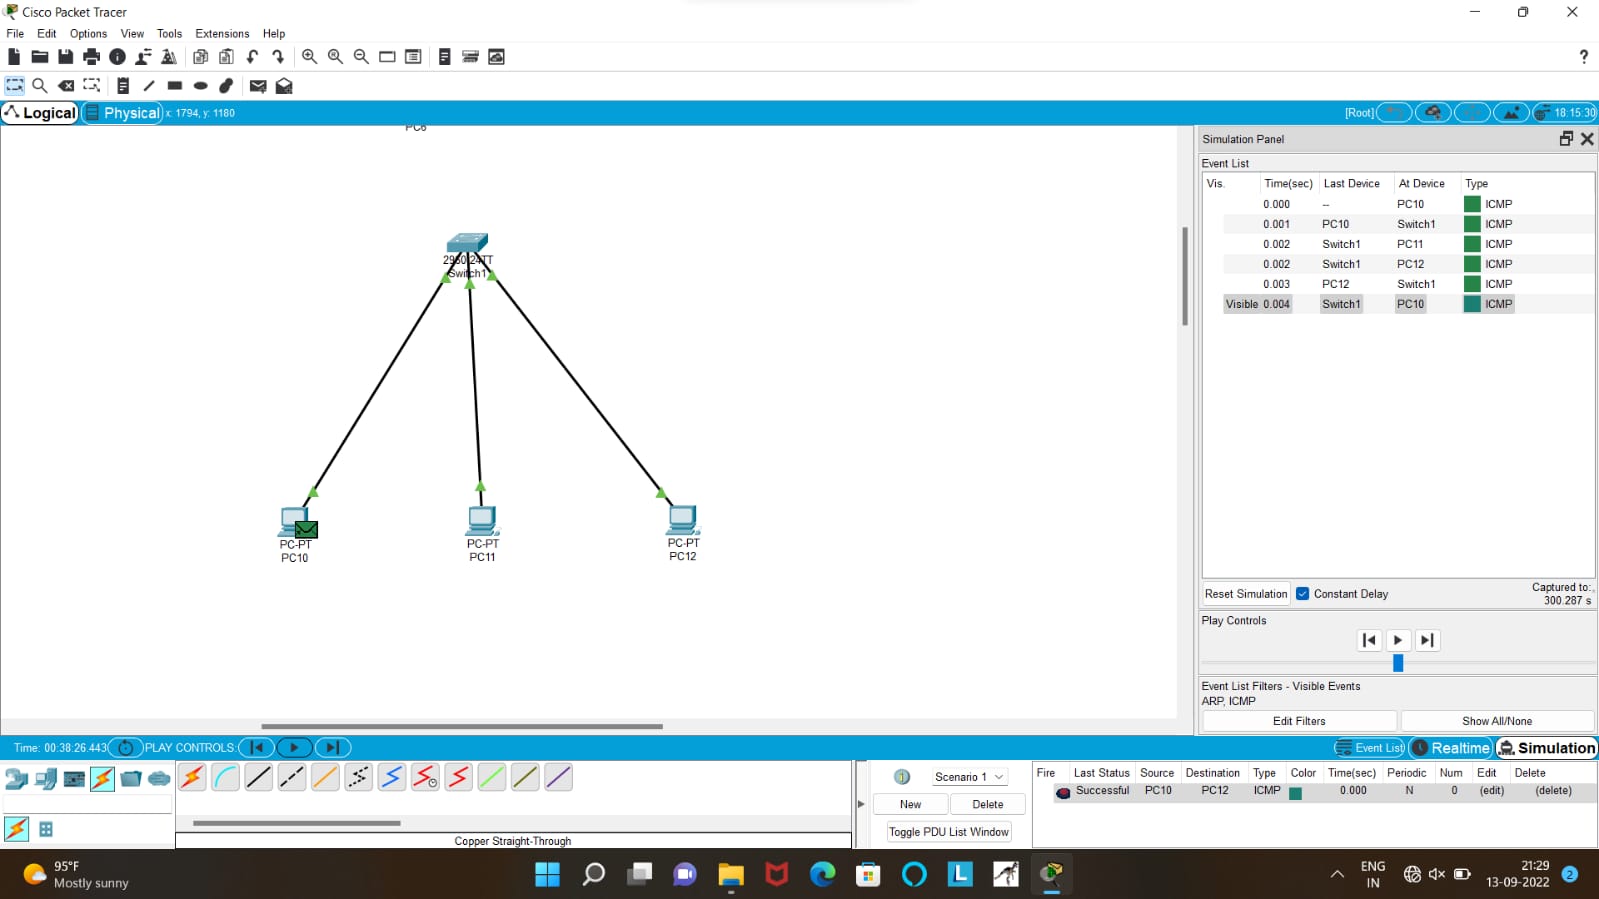 Cisco Packet Tracer
File Edit Options View Tools Extensions Help
Logical Physical x: 1794, y: 1180 [Root] 18:15:30
PC6
2960-24TT
Switch1
PC-PT
PC10
PC-PT
PC11
PC-PT
PC12
Simulation Panel
Event List
Vis. Time(sec) Last Device At Device Type
0.000 -- PC10 ICMP
0.001 PC10 Switch1 ICMP
0.002 Switch1 PC11 ICMP
0.002 Switch1 PC12 ICMP
0.003 PC12 Switch1 ICMP
Visible 0.004 Switch1 PC10 ICMP
Reset Simulation Constant Delay Captured to:
300.287 s
Play Controls
Event List Filters - Visible Events
ARP, ICMP
Edit Filters Show All/None
Time: 00:38:26.443 PLAY CONTROLS: Event List Realtime Simulation
Copper Straight-Through
1 Scenario 1
New Delete
Toggle PDU List Window
Fire Last Status Source Destination Type Color Time(sec) Periodic Num Edit Delete
Successful PC10 PC12 ICMP 0.000 N 0 (edit) (delete)
95°F
Mostly sunny
L
ENG
IN
21:29
13-09-2022
2